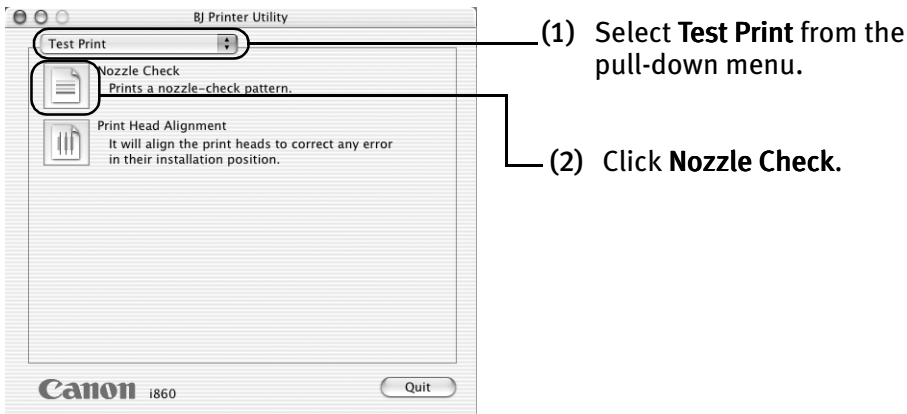 BJ Printer Utility
Test Print
Nozzle Check
Prints a nozzle-check pattern.
Print Head Alignment
It will align the print heads to correct any error
in their installation position.
Canon i860
Quit
(1) Select Test Print from the
pull-down menu.
(2) Click Nozzle Check.